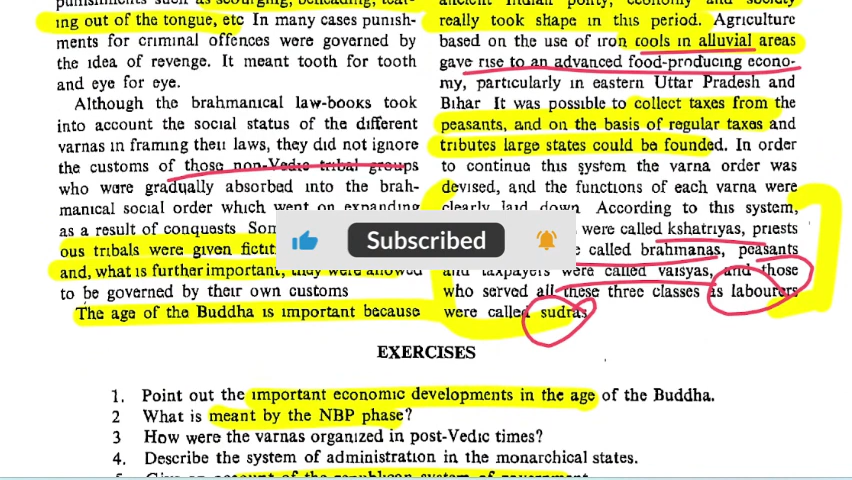 punishments such as scourging, beheading, tear-
ing out of the tongue, etc In many cases punish-
ments for criminal offences were governed by
the idea of revenge. It meant tooth for tooth
and eye for eye.
Although the brahmanical law-books took
into account the social status of the different
varnas in framing their laws, they did not ignore
the customs of those non-Vedic tribal groups
who were gradually absorbed into the brah-
manical social order which went on expanding
as a result of conquests
ous tribals were given
and, what is further important, they were allowed
to be governed by their own customs
The age of the Buddha is important because
ancient Indian polity, economy and society
really took shape in this period. Agriculture
based on the use of iron tools in alluvial areas
gave rise to an advanced food-producing econo-
my, particularly in eastern Uttar Pradesh and
Bihar It was possible to collect taxes from the
peasants, and on the basis of regular taxes and
tributes large states could be founded. In order
to continue this system the varna order was
devised, and the functions of each varna were
clearly laid down According to this system,
were called kshatriyas, priests
called brahmanas, peasants
and taxpayers were called vaisyas, and those
who served all these three classes as labourers
were called sudras
Subscribed
EXERCISES
1. Point out the important economic developments in the age of the Buddha.
2 What is meant by the NBP phase?
3 How were the varnas organized in post-Vedic times?
4. Describe the system of administration in the monarchical states.
5. Give an account of the republican system of government